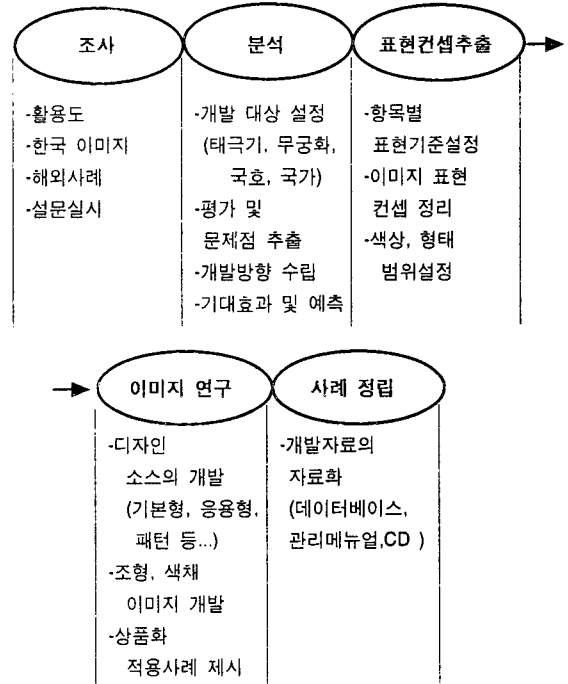 조사
-활용도
-한국 이미지
-해외사례
-설문실시
분석
-개발 대상 설정
(태극기, 무궁화,
국호, 국가)
-평가 및
문제점 추출
-개발방향 수립
-기대효과 및 예측
표현컨셉추출
-항목별
표현기준설정
-이미지 표현
컨셉 정리
-색상, 형태
범위설정
이미지 연구
-디자인
소스의 개발
(기본형, 응용형,
패턴 등...)
-조형, 색채
이미지 개발
-상품화
적용사례 제시
사례 정립
-개발자료의
자료화
(데이터베이스,
관리메뉴얼,CD )